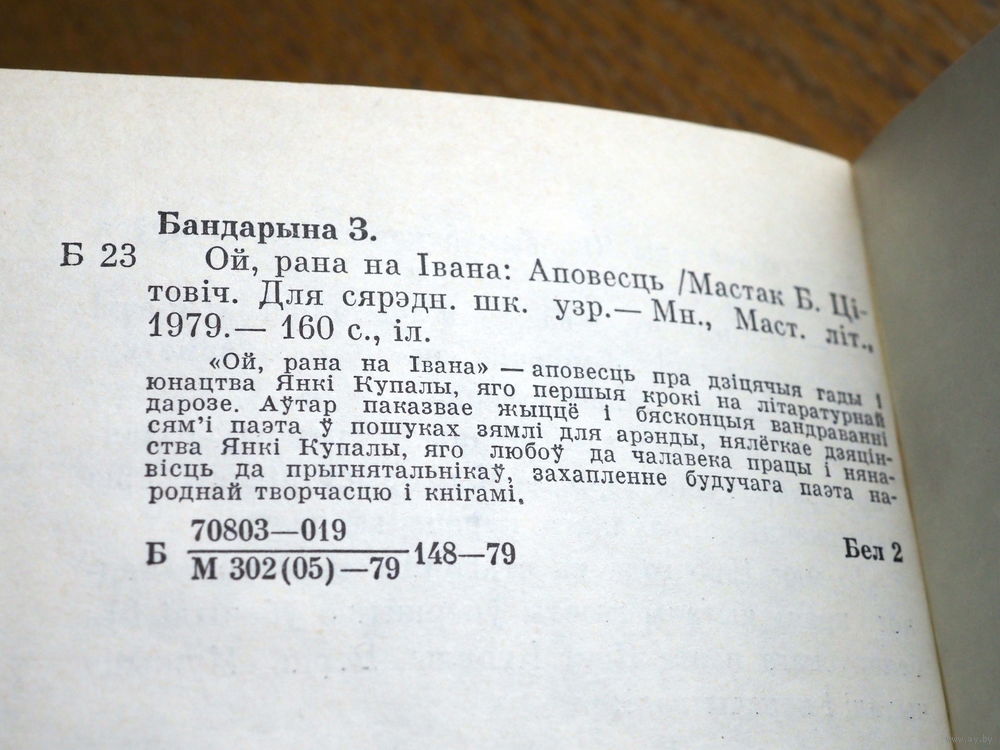 Бандарына З.
Б 23 Ой, рана на Івана: Аповесць /Мастак Б. Ці-
товіч. Для сярэдн. шк. узр.— Мн., Маст. літ.,
1979.— 160 с., іл.
«Ой, рана на Івана» — аповесць пра дзіцячыя гады і
юнацтва Янкі Купалы, яго першыя крокі на літаратурнай
дарозе. Аўтар паказвае жыццё і бясконцыя вандраванні
сям’і паэта ў пошуках зямлі для арэнды, нялёгкае дзяцін-
ства Янкі Купалы, яго любоў да чалавека працы і няна-
вісць да прыгнятальнікаў, захапленне будучага паэта на-
роднай творчасцю і кнігамі.
Б 70803—019
М 302(05)—79 148—79 Бел 2
www.ay.by